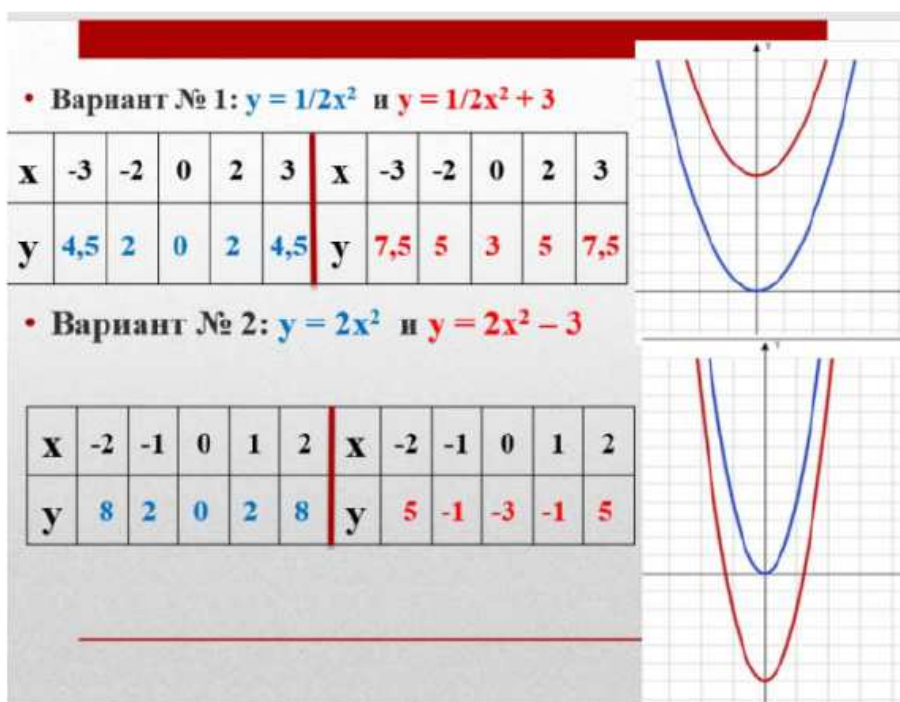 • Вариант № 1: y = 1/2x² и y = 1/2x² + 3
x -3 -2 0 2 3 x -3 -2 0 2 3
y 4,5 2 0 2 4,5 y 7,5 5 3 5 7,5
• Вариант № 2: y = 2x² и y = 2x² – 3
x -2 -1 0 1 2 x -2 -1 0 1 2
y 8 2 0 2 8 y 5 -1 -3 -1 5